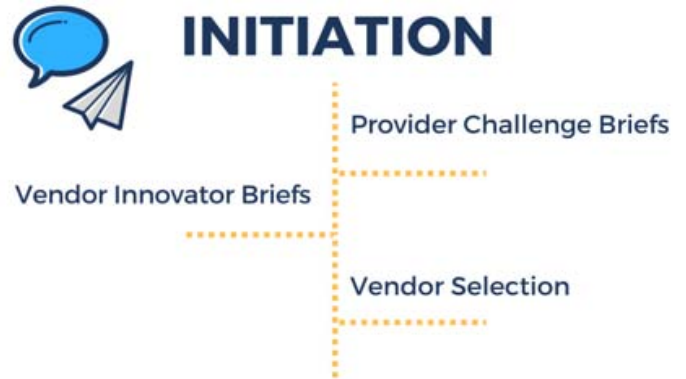 INITIATION
Provider Challenge Briefs
Vendor Innovator Briefs
Vendor Selection